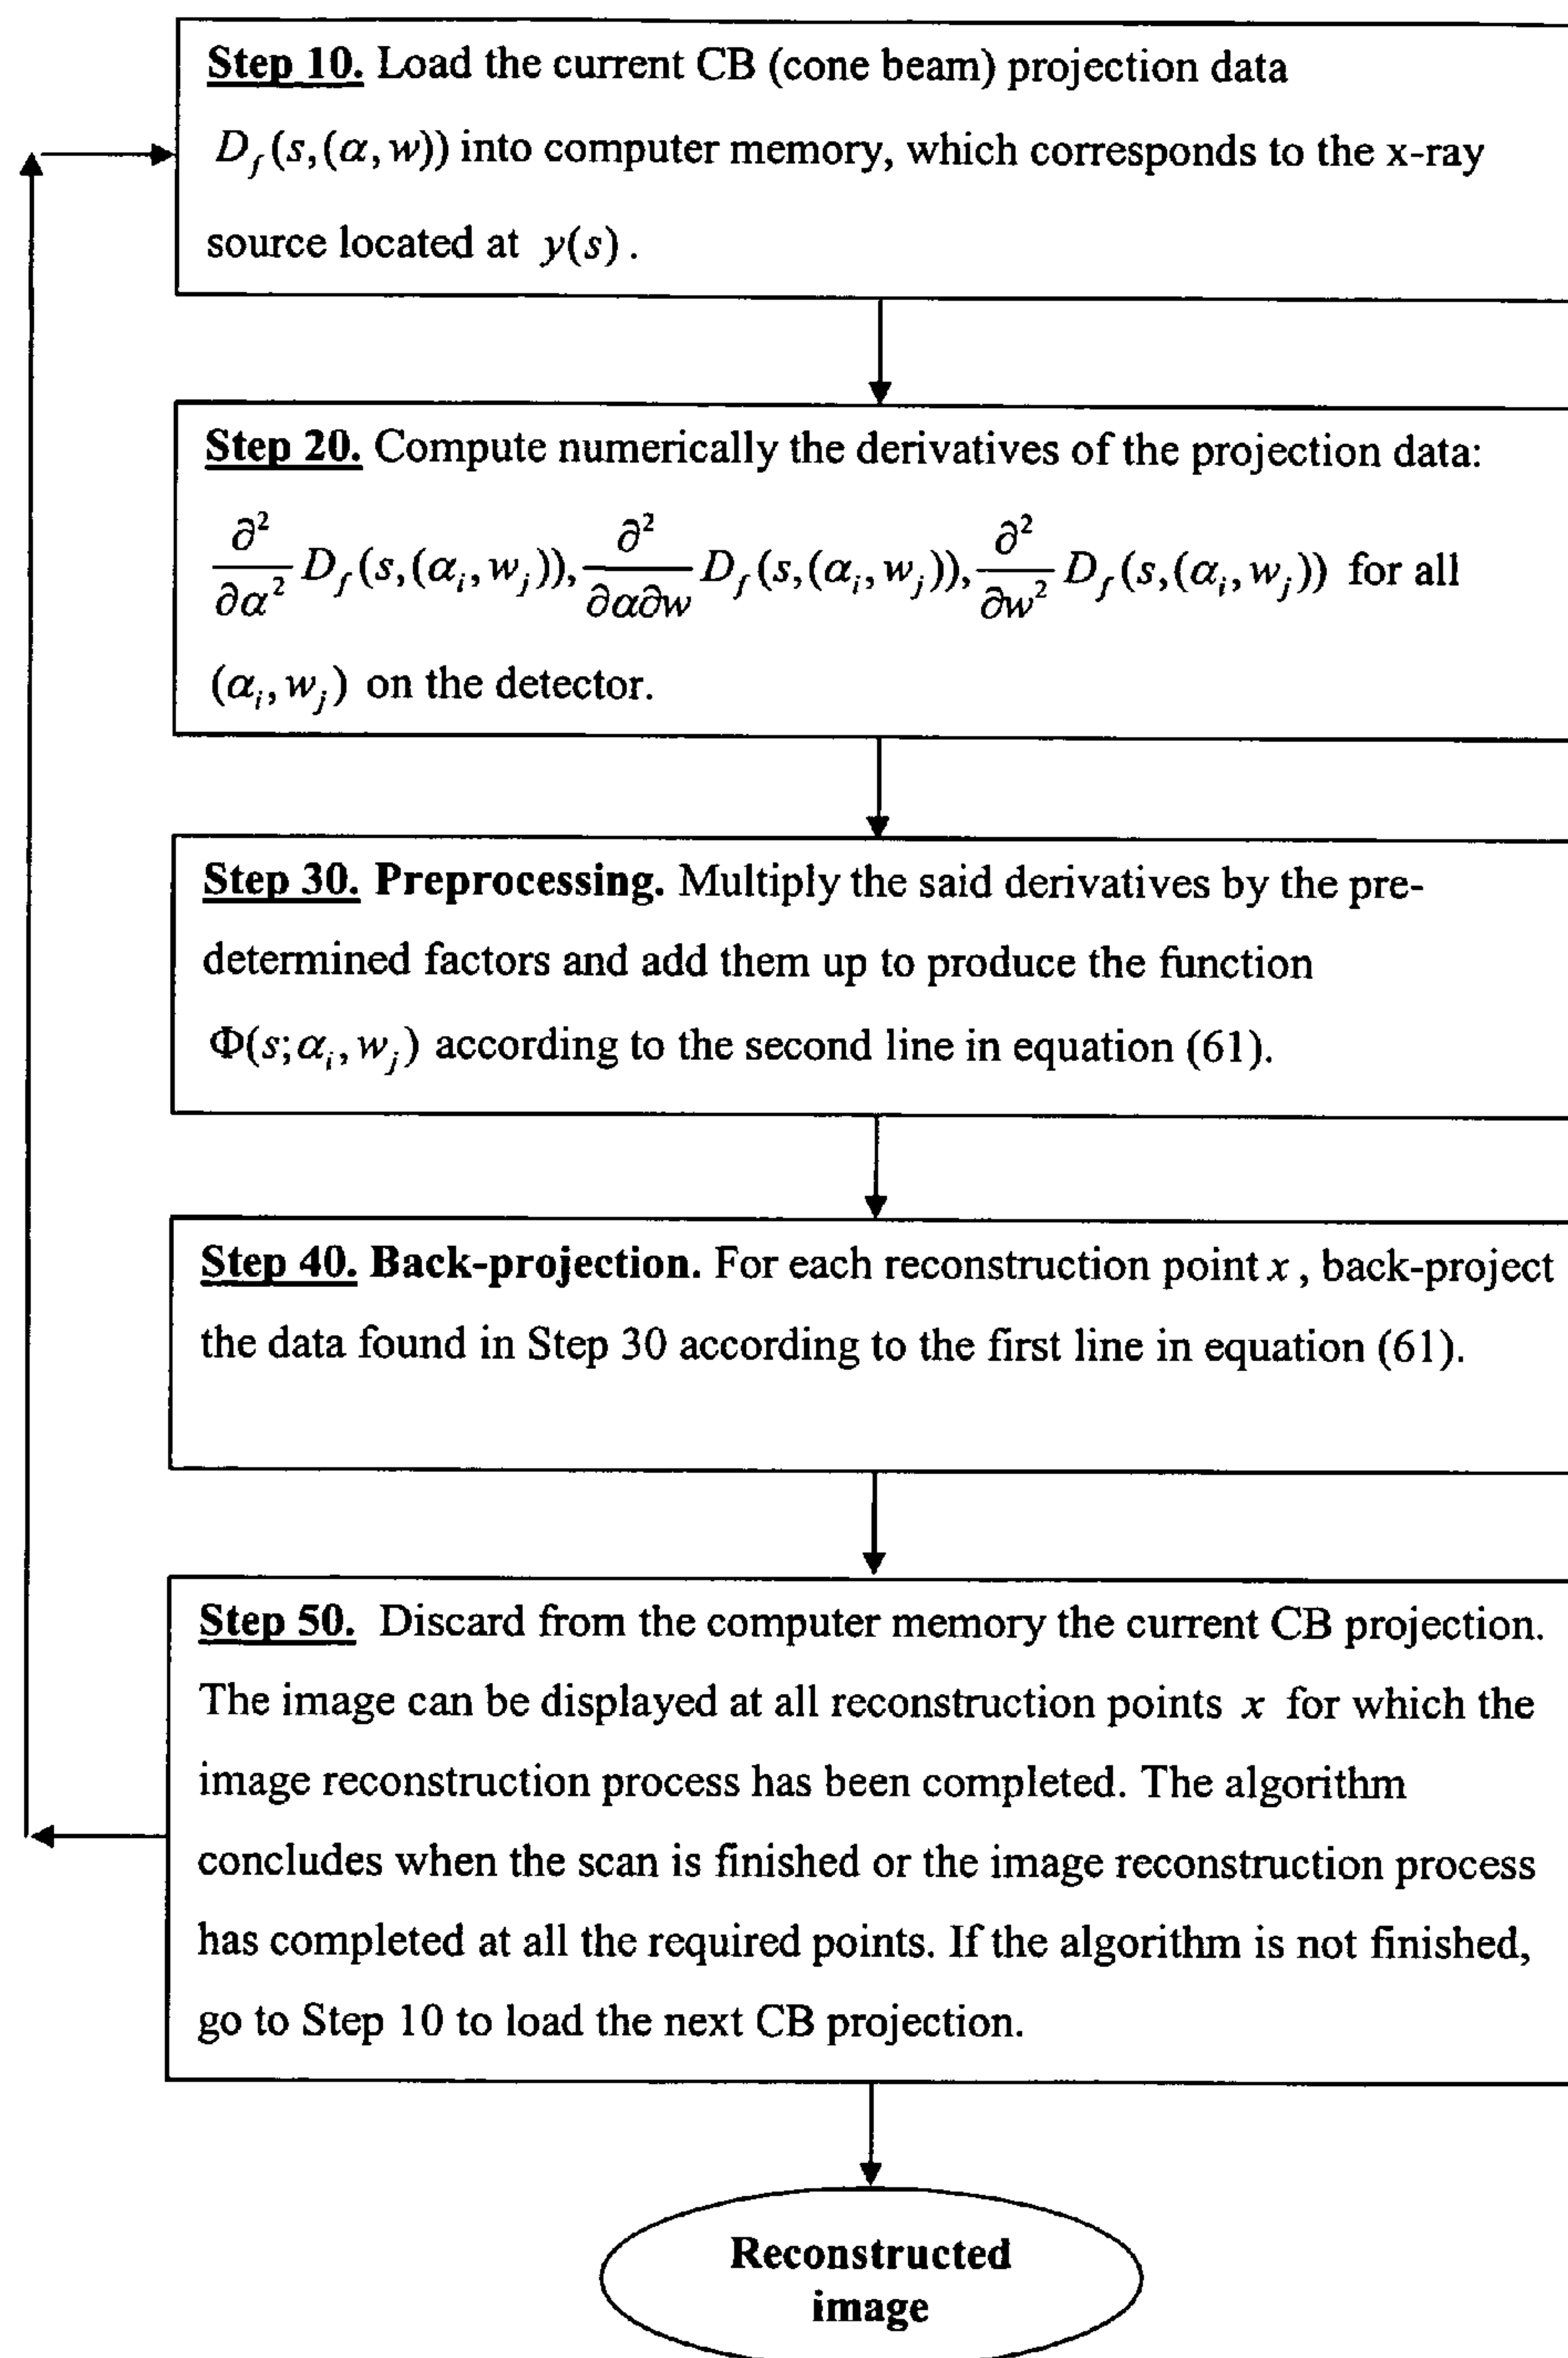 Step 10. Load the current CB (cone beam) projection data
D_f(s,(α,w)) into computer memory, which corresponds to the x-ray
source located at y(s).
Step 20. Compute numerically the derivatives of the projection data:
∂²/∂α² D_f(s,(α_i,w_j)), ∂²/∂α∂w D_f(s,(α_i,w_j)), ∂²/∂w² D_f(s,(α_i,w_j)) for all
(α_i,w_j) on the detector.
Step 30. Preprocessing. Multiply the said derivatives by the pre-
determined factors and add them up to produce the function
Φ(s;α_i,w_j) according to the second line in equation (61).
Step 40. Back-projection. For each reconstruction point x, back-project
the data found in Step 30 according to the first line in equation (61).
Step 50. Discard from the computer memory the current CB projection.
The image can be displayed at all reconstruction points x for which the
image reconstruction process has been completed. The algorithm
concludes when the scan is finished or the image reconstruction process
has completed at all the required points. If the algorithm is not finished,
go to Step 10 to load the next CB projection.
Reconstructed
image